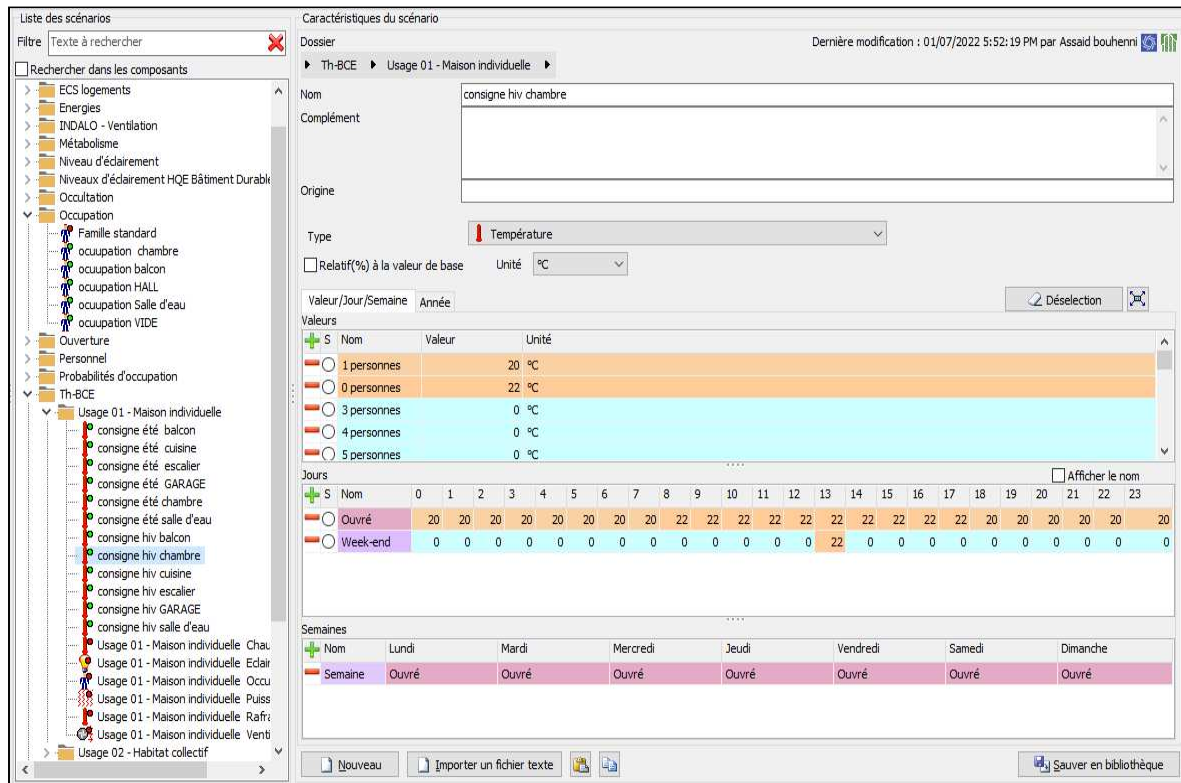 Liste des scénarios
Filtre Texte à rechercher
Rechercher dans les composants
ECS logements
Energies
INDALO - Ventilation
Métabolisme
Niveau d'éclairement
Niveaux d'éclairement HQE Bâtiment Durable
Occultation
Occupation
Famille standard
ocuupation chambre
ocuupation balcon
ocuupation HALL
ocuupation Salle d'eau
ocuupation VIDE
Ouverture
Personnel
Probabilités d'occupation
Th-BCE
Usage 01 - Maison individuelle
consigne été balcon
consigne été cuisine
consigne été escalier
consigne été GARAGE
consigne été chambre
consigne été salle d'eau
consigne hiv balcon
consigne hiv chambre
consigne hiv cuisine
consigne hiv escalier
consigne hiv GARAGE
consigne hiv salle d'eau
Usage 01 - Maison individuelle Chau
Usage 01 - Maison individuelle Eclair
Usage 01 - Maison individuelle Occu
Usage 01 - Maison individuelle Puiss
Usage 01 - Maison individuelle Rafra
Usage 01 - Maison individuelle Venti
Usage 02 - Habitat collectif
Caractéristiques du scénario
Dossier
Dernière modification : 01/07/2022 5:52:19 PM par Assaid bouhenni
Th-BCE Usage 01 - Maison individuelle
Nom consigne hiv chambre
Complément
Origine
Type Température
Relatif(%) à la valeur de base Unité °C
Valeur/Jour/Semaine Année Déselection
Valeurs
S Nom Valeur Unité
1 personnes 20 °C
0 personnes 22 °C
3 personnes 0 °C
4 personnes 0 °C
5 personnes 0 °C
Jours Afficher le nom
S Nom 0 1 2 3 4 5 6 7 8 9 10 11 12 13 14 15 16 17 18 19 20 21 22 23
Ouvré 20 20 20 20 20 20 20 20 22 22 22 22 22 22 22 22 22 22 20 20 20 20 20 20
Week-end 0 0 0 0 0 0 0 0 0 0 0 0 0 22 0 0 0 0 0 0 0 0 0 0
Semaines
Nom Lundi Mardi Mercredi Jeudi Vendredi Samedi Dimanche
Semaine Ouvré Ouvré Ouvré Ouvré Ouvré Ouvré Ouvré
Nouveau Importer un fichier texte Sauver en bibliothèque